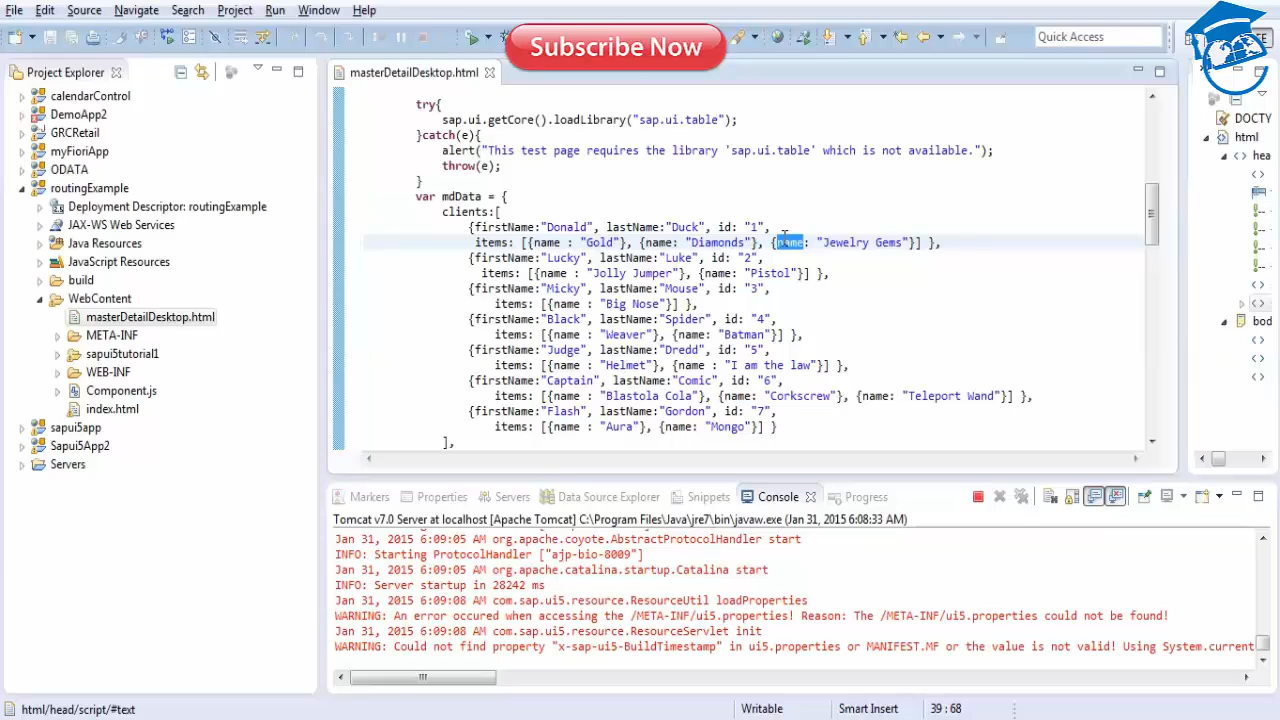 File Edit Source Navigate Search Project Run Window Help
Subscribe Now
Quick Access
Project Explorer
masterDetailDesktop.html
calendarControl
DemoApp2
GRCRetail
myFioriApp
ODATA
routingExample
Deployment Descriptor: routingExample
JAX-WS Web Services
Java Resources
JavaScript Resources
build
WebContent
masterDetailDesktop.html
META-INF
sapui5tutorial1
WEB-INF
Component.js
index.html
sapui5app
Sapui5App2
Servers
try{
sap.ui.getCore().loadLibrary("sap.ui.table");
}catch(e){
alert("This test page requires the library 'sap.ui.table' which is not available.");
throw(e);
}
var mdData = {
clients:[
{firstName:"Donald", lastName:"Duck", id: "1",
items: [{name : "Gold"}, {name: "Diamonds"}, {name: "Jewelry Gems"}] },
{firstName:"Lucky", lastName:"Luke", id: "2",
items: [{name : "Jolly Jumper"}, {name: "Pistol"}] },
{firstName:"Micky", lastName:"Mouse", id: "3",
items: [{name : "Big Nose"}] },
{firstName:"Black", lastName:"Spider", id: "4",
items: [{name : "Weaver"}, {name: "Batman"}] },
{firstName:"Judge", lastName:"Dredd", id: "5",
items: [{name : "Helmet"}, {name : "I am the law"}] },
{firstName:"Captain", lastName:"Comic", id: "6",
items: [{name : "Blastola Cola"}, {name: "Corkscrew"}, {name: "Teleport Wand"}] },
{firstName:"Flash", lastName:"Gordon", id: "7",
items: [{name : "Aura"}, {name: "Mongo"}] }
],
DOCTY
html
hea
bod
Markers Properties Servers Data Source Explorer Snippets Console Progress
Tomcat v7.0 Server at localhost [Apache Tomcat] C:\Program Files\Java\jre7\bin\javaw.exe (Jan 31, 2015 6:08:33 AM)
Jan 31, 2015 6:09:05 AM org.apache.coyote.AbstractProtocolHandler start
INFO: Starting ProtocolHandler ["ajp-bio-8009"]
Jan 31, 2015 6:09:05 AM org.apache.catalina.startup.Catalina start
INFO: Server startup in 28242 ms
Jan 31, 2015 6:09:08 AM com.sap.ui5.resource.ResourceUtil loadProperties
WARNING: An error occured when accessing the /META-INF/ui5.properties! Reason: The /META-INF/ui5.properties could not be found!
Jan 31, 2015 6:09:08 AM com.sap.ui5.resource.ResourceServlet init
WARNING: Could not find property "x-sap-ui5-BuildTimestamp" in ui5.properties or MANIFEST.MF or the value is not valid! Using System.current
html/head/script/#text Writable Smart Insert 39 : 68